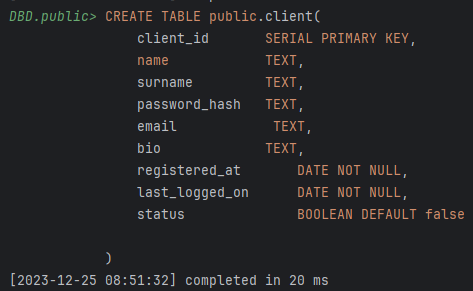 DBD.public> CREATE TABLE public.client(
client_id SERIAL PRIMARY KEY,
name TEXT,
surname TEXT,
password_hash TEXT,
email TEXT,
bio TEXT,
registered_at DATE NOT NULL,
last_logged_on DATE NOT NULL,
status BOOLEAN DEFAULT false
)
[2023-12-25 08:51:32] completed in 20 ms